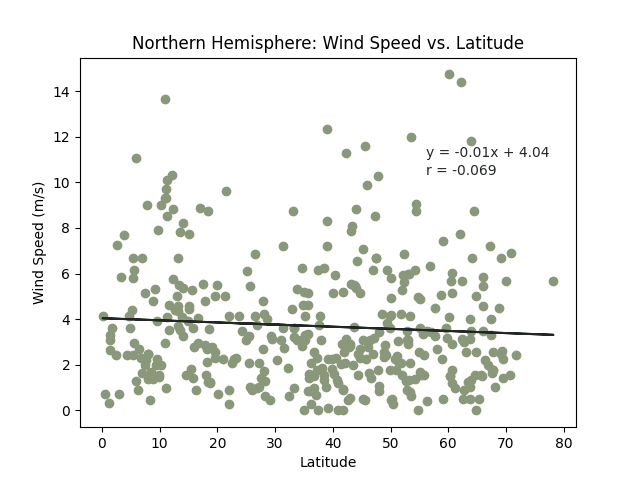 Northern Hemisphere: Wind Speed vs. Latitude
14
12
10
8
6
4
2
0
Wind Speed (m/s)
y = -0.01x + 4.04
r = -0.069
0 10 20 30 40 50 60 70 80
Latitude